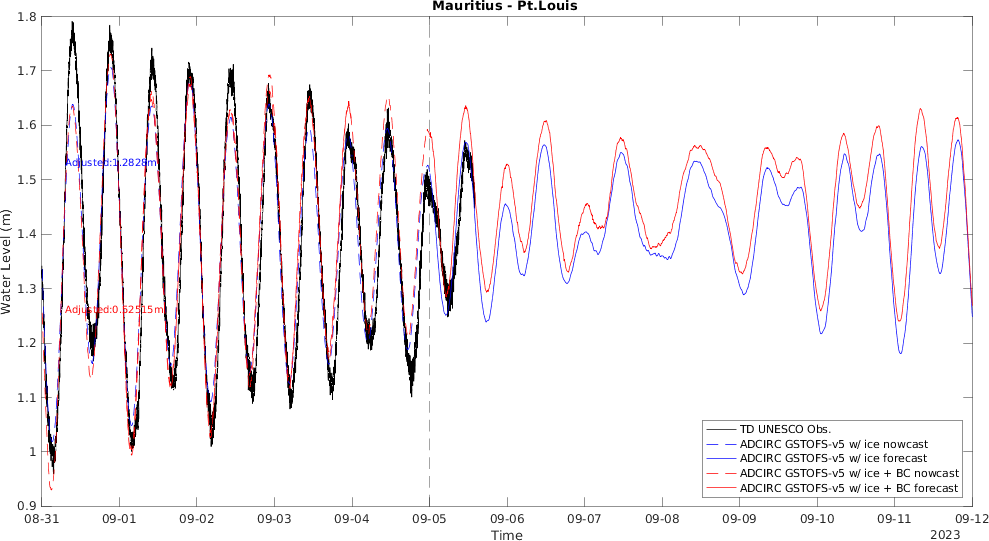 Mauritius - Pt.Louis
1.8
1.7
1.6
1.5
1.4
1.3
1.2
1.1
1
0.9
Water Level (m)
Adjusted:1.2828m
Adjusted:0.62515m
TD UNESCO Obs.
ADCIRC GSTOFS-v5 w/ ice nowcast
ADCIRC GSTOFS-v5 w/ ice forecast
ADCIRC GSTOFS-v5 w/ ice + BC nowcast
ADCIRC GSTOFS-v5 w/ ice + BC forecast
08-31 09-01 09-02 09-03 09-04 09-05 09-06 09-07 09-08 09-09 09-10 09-11 09-12
Time
2023